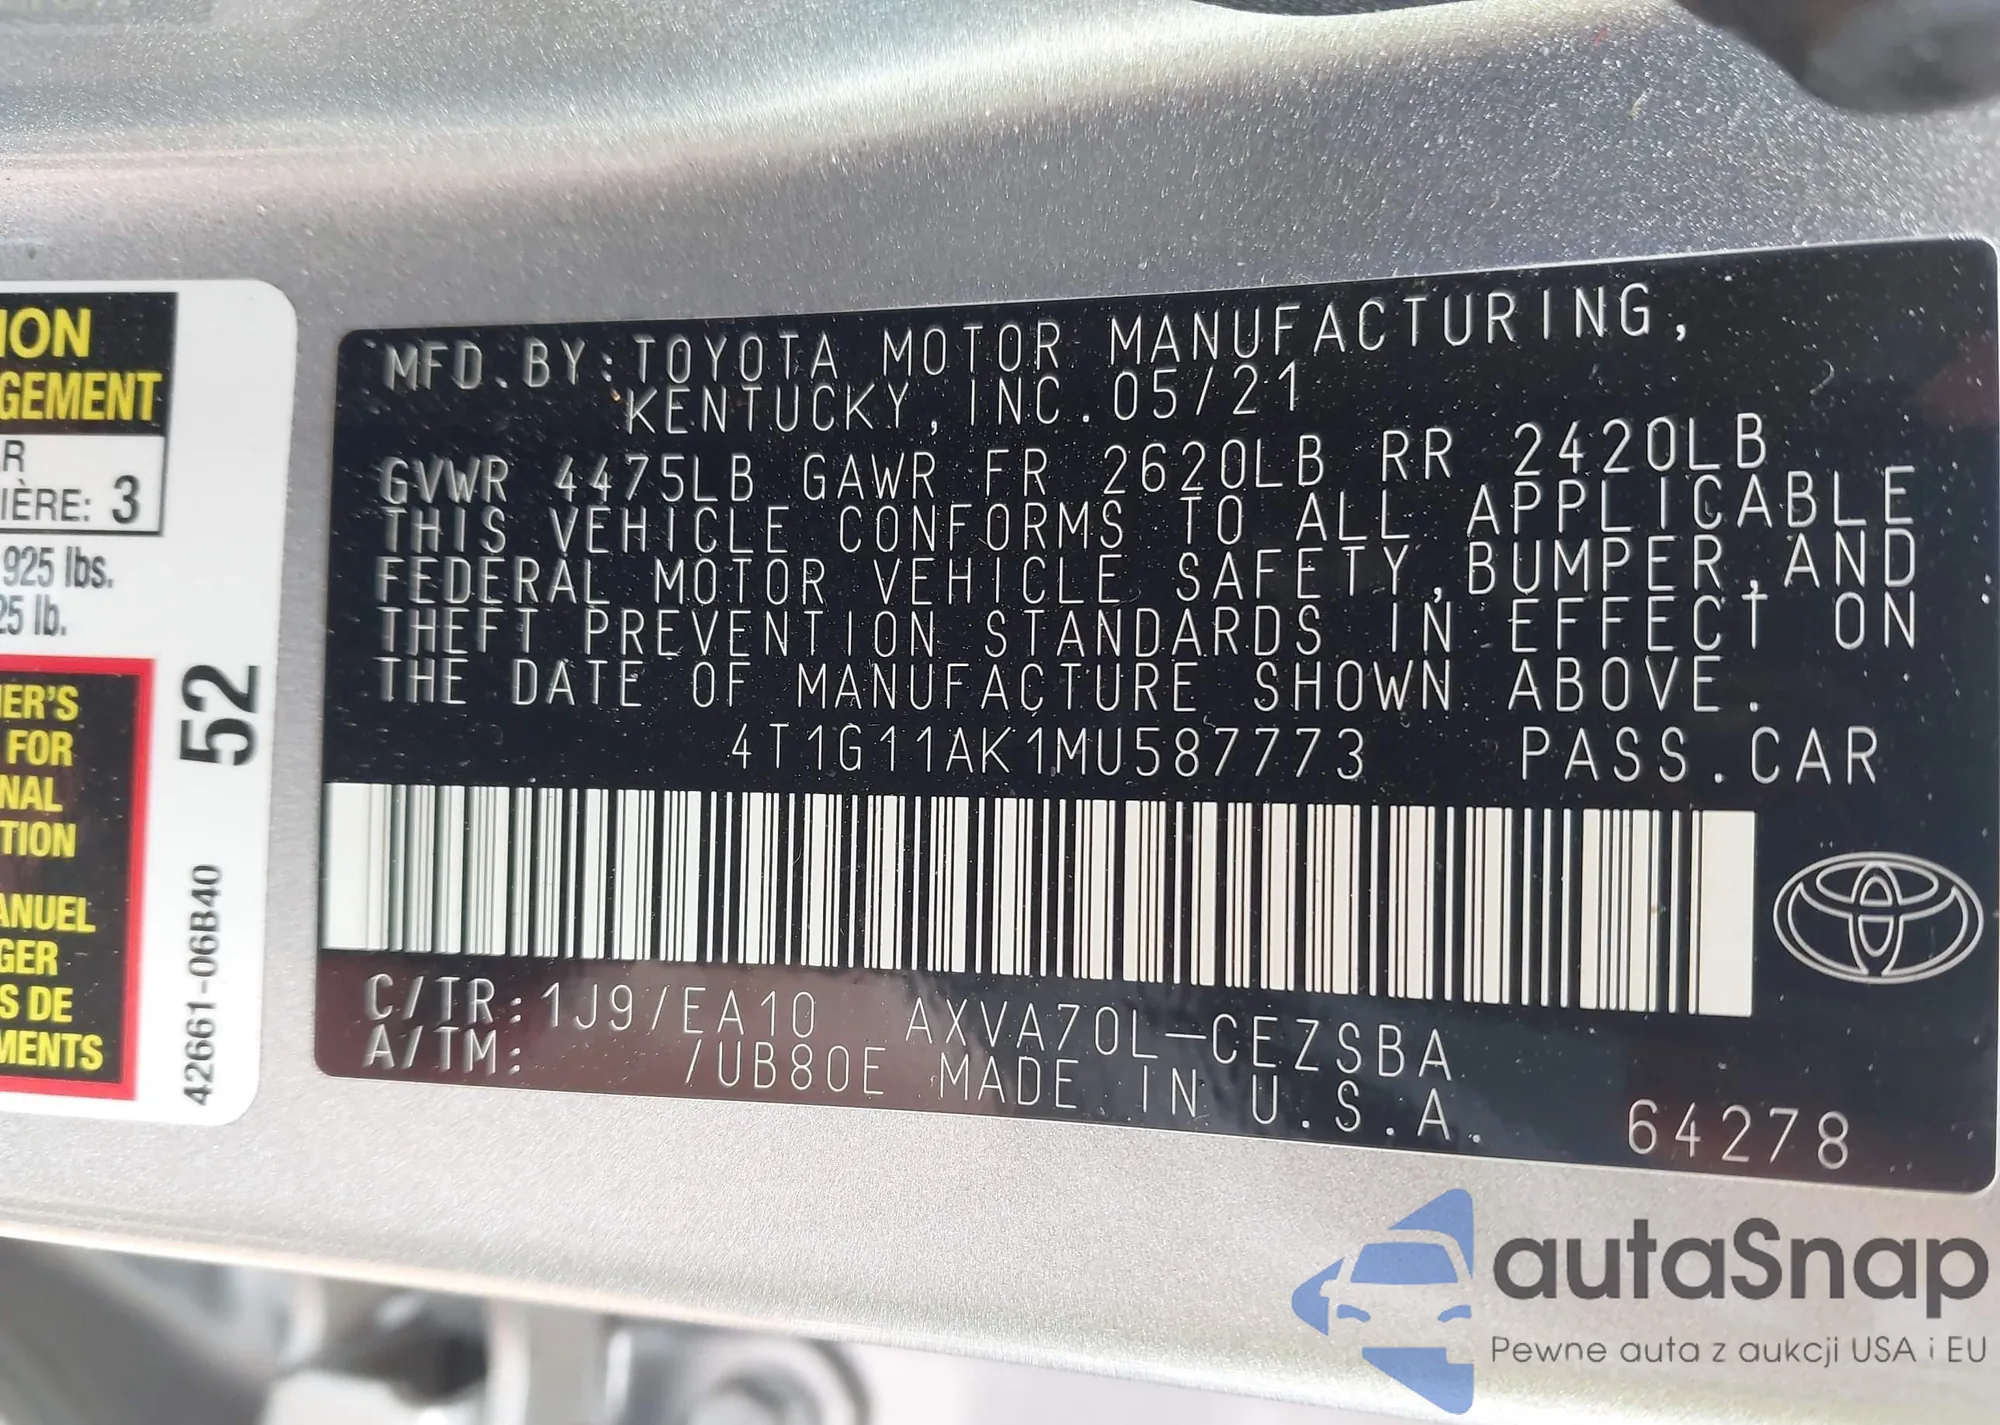 ION
GEMENT
R
IÈRE: 3
925 lbs.
25 lb.
52
ER'S
FOR
NAL
TION
ANUEL
GER
S DE
MENTS
42661-06B40
MFD.BY:TOYOTA MOTOR MANUFACTURING,
KENTUCKY, INC.05/21
GVWR 4475LB GAWR FR 2620LB RR 2420LB
THIS VEHICLE CONFORMS TO ALL APPLICABLE
FEDERAL MOTOR VEHICLE SAFETY,BUMPER,AND
THEFT PREVENTION STANDARDS IN EFFECT ON
THE DATE OF MANUFACTURE SHOWN ABOVE.
4T1G11AK1MU587773 PASS.CAR
C/TR:1J9/EA10 AXVA70L-CEZSBA
A/TM: /UB80E MADE IN U.S.A.
64278
autaSnap
Pewne auta z aukcji USA i EU